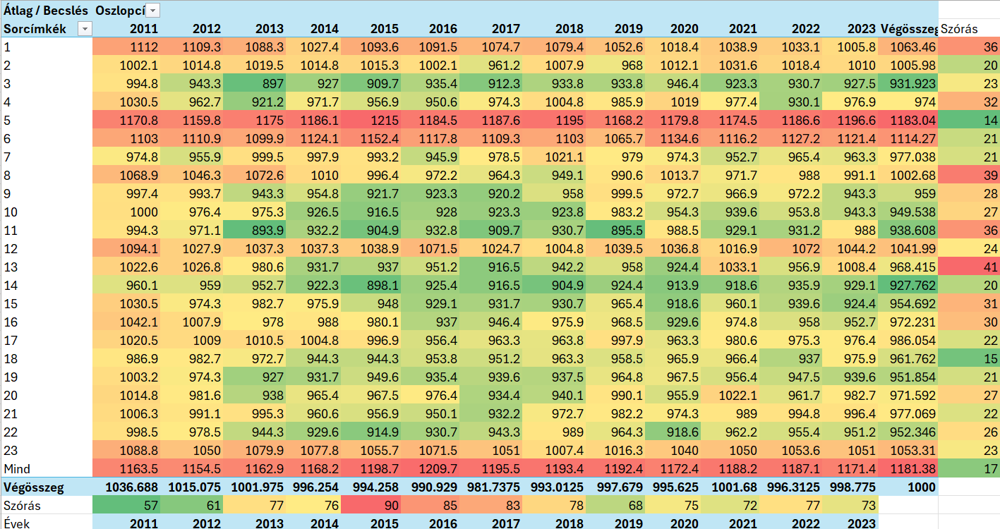 Átlag / Becslés Oszlopcí
Sorcímkék 2011 2012 2013 2014 2015 2016 2017 2018 2019 2020 2021 2022 2023 Végösszeg Szórás
1 1112 1109.3 1088.3 1027.4 1093.6 1091.5 1074.7 1079.4 1052.6 1018.4 1038.9 1033.1 1005.8 1063.46 36
2 1002.1 1014.8 1019.5 1014.8 1015.3 1002.1 961.2 1007.9 968 1012.1 1031.6 1018.4 1010 1005.98 20
3 994.8 943.3 897 927 909.7 935.4 912.3 933.8 933.8 946.4 923.3 930.7 927.5 931.923 23
4 1030.5 962.7 921.2 971.7 956.9 950.6 974.3 1004.8 985.9 1019 977.4 930.1 976.9 974 32
5 1170.8 1159.8 1175 1186.1 1215 1184.5 1187.6 1195 1168.2 1179.8 1174.5 1186.6 1196.6 1183.04 14
6 1103 1110.9 1099.9 1124.1 1152.4 1117.8 1109.3 1103 1065.7 1134.6 1116.2 1127.2 1121.4 1114.27 21
7 974.8 955.9 999.5 997.9 993.2 945.9 978.5 1021.1 979 974.3 952.7 965.4 963.3 977.038 21
8 1068.9 1046.3 1072.6 1010 996.4 972.2 964.3 949.1 990.6 1013.7 971.7 988 991.1 1002.68 39
9 997.4 993.7 943.3 954.8 921.7 923.3 920.2 958 999.5 972.7 966.9 972.2 943.3 959 28
10 1000 976.4 975.3 926.5 916.5 928 923.3 923.8 983.2 954.3 939.6 953.8 943.3 949.538 27
11 994.3 971.1 893.9 932.2 904.9 932.8 909.7 930.7 895.5 988.5 929.1 931.2 988 938.608 36
12 1094.1 1027.9 1037.3 1037.3 1038.9 1071.5 1024.7 1004.8 1039.5 1036.8 1016.9 1072 1044.2 1041.99 24
13 1022.6 1026.8 980.6 931.7 937 951.2 916.5 942.2 958 924.4 1033.1 956.9 1008.4 968.415 41
14 960.1 959 952.7 922.3 898.1 925.4 916.5 904.9 924.4 913.9 918.6 935.9 929.1 927.762 20
15 1030.5 974.3 982.7 975.9 948 929.1 931.7 930.7 965.4 918.6 960.1 939.6 924.4 954.692 31
16 1042.1 1007.9 978 988 980.1 937 946.4 975.9 968.5 929.6 974.8 958 952.7 972.231 30
17 1020.5 1009 1010.5 1004.8 996.9 956.4 963.3 963.8 997.9 963.3 980.6 975.3 976.4 986.054 22
18 986.9 982.7 972.7 944.3 944.3 953.8 951.2 963.3 958.5 965.9 966.4 937 975.9 961.762 15
19 1003.2 974.3 927 931.7 949.6 935.4 939.6 937.5 964.8 967.5 956.4 947.5 939.6 951.854 21
20 1014.8 981.6 938 965.4 967.5 976.4 934.4 940.1 990.1 955.9 1022.1 961.7 982.7 971.592 27
21 1006.3 991.1 995.3 960.6 956.9 950.1 932.2 972.7 982.2 974.3 989 994.8 996.4 977.069 22
22 998.5 978.5 944.3 929.6 914.9 930.7 943.3 989 964.3 918.6 962.2 955.4 951.2 952.346 26
23 1088.8 1050 1079.9 1077.8 1055.7 1071.5 1051 1007.4 1016.3 1040 1050 1053.6 1051 1053.31 23
Mind 1163.5 1154.5 1162.9 1168.2 1198.7 1209.7 1195.5 1193.4 1192.4 1172.4 1188.2 1187.1 1171.4 1181.38 17
Végösszeg 1036.688 1015.075 1001.975 996.254 994.258 990.929 981.7375 993.0125 997.679 995.625 1001.68 996.3125 998.775 1000
Szórás 57 61 77 76 90 85 83 78 68 75 72 77 73
Évek 2011 2012 2013 2014 2015 2016 2017 2018 2019 2020 2021 2022 2023